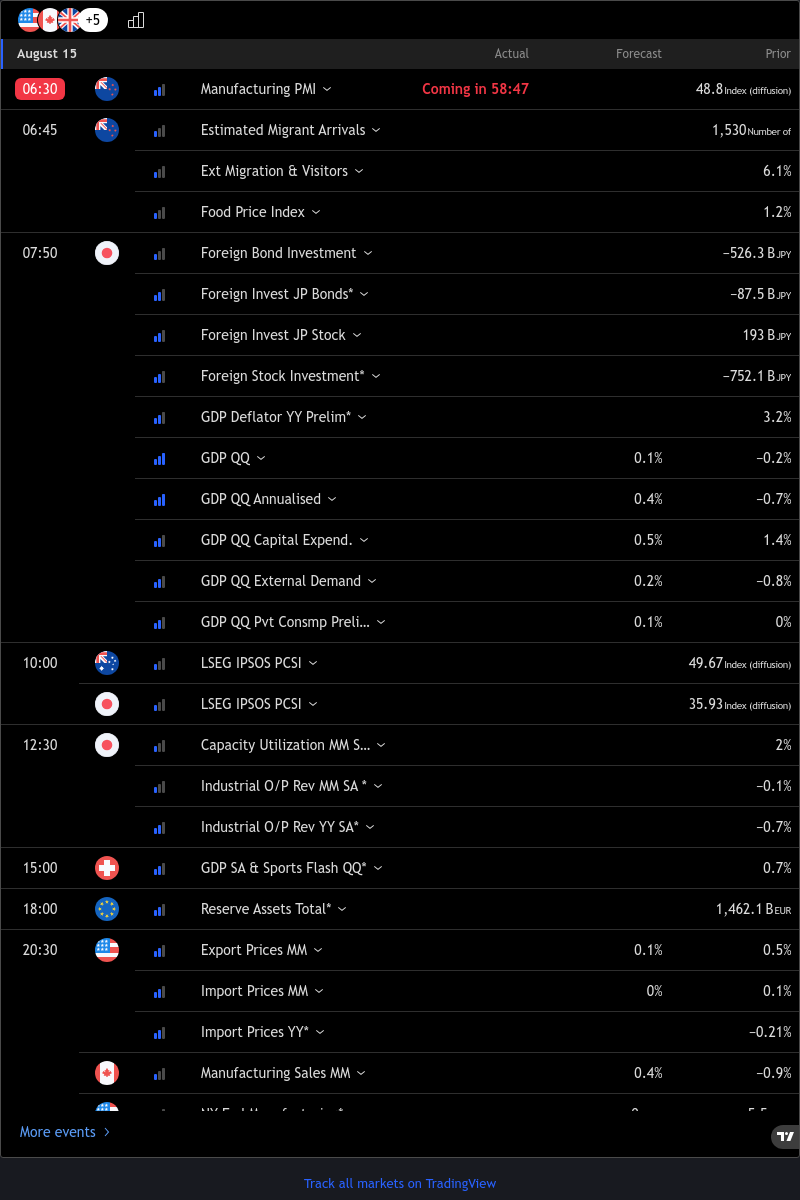 +5
August 15 Actual Forecast Prior
06:30 Manufacturing PMI Coming in 58:47 48.8 Index (diffusion)
06:45 Estimated Migrant Arrivals 1,530 Number of
Ext Migration & Visitors 6.1%
Food Price Index 1.2%
07:50 Foreign Bond Investment −526.3 B JPY
Foreign Invest JP Bonds* −87.5 B JPY
Foreign Invest JP Stock 193 B JPY
Foreign Stock Investment* −752.1 B JPY
GDP Deflator YY Prelim* 3.2%
GDP QQ 0.1% −0.2%
GDP QQ Annualised 0.4% −0.7%
GDP QQ Capital Expend. 0.5% 1.4%
GDP QQ External Demand 0.2% −0.8%
GDP QQ Pvt Consmp Preli... 0.1% 0%
10:00 LSEG IPSOS PCSI 49.67 Index (diffusion)
LSEG IPSOS PCSI 35.93 Index (diffusion)
12:30 Capacity Utilization MM S... 2%
Industrial O/P Rev MM SA * −0.1%
Industrial O/P Rev YY SA* −0.7%
15:00 GDP SA & Sports Flash QQ* 0.7%
18:00 Reserve Assets Total* 1,462.1 B EUR
20:30 Export Prices MM 0.1% 0.5%
Import Prices MM 0% 0.1%
Import Prices YY* −0.21%
Manufacturing Sales MM 0.4% −0.9%
More events
Track all markets on TradingView